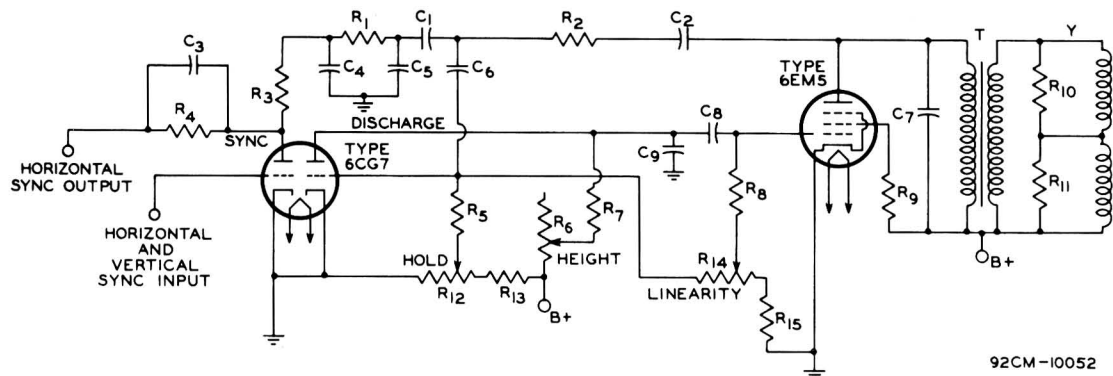 R1
C1
R2
C2
C3
C4
C5
C6
R3
R4
TYPE
6EM5
T
Y
R10
C7
SYNC
DISCHARGE
C8
TYPE
6CG7
C9
HORIZONTAL
SYNC OUTPUT
R5
R6
R7
R8
R9
R11
HORIZONTAL
AND
VERTICAL
SYNC INPUT
HOLD
HEIGHT
R14
B+
R12
R13
LINEARITY
B+
R15
92CM-10052